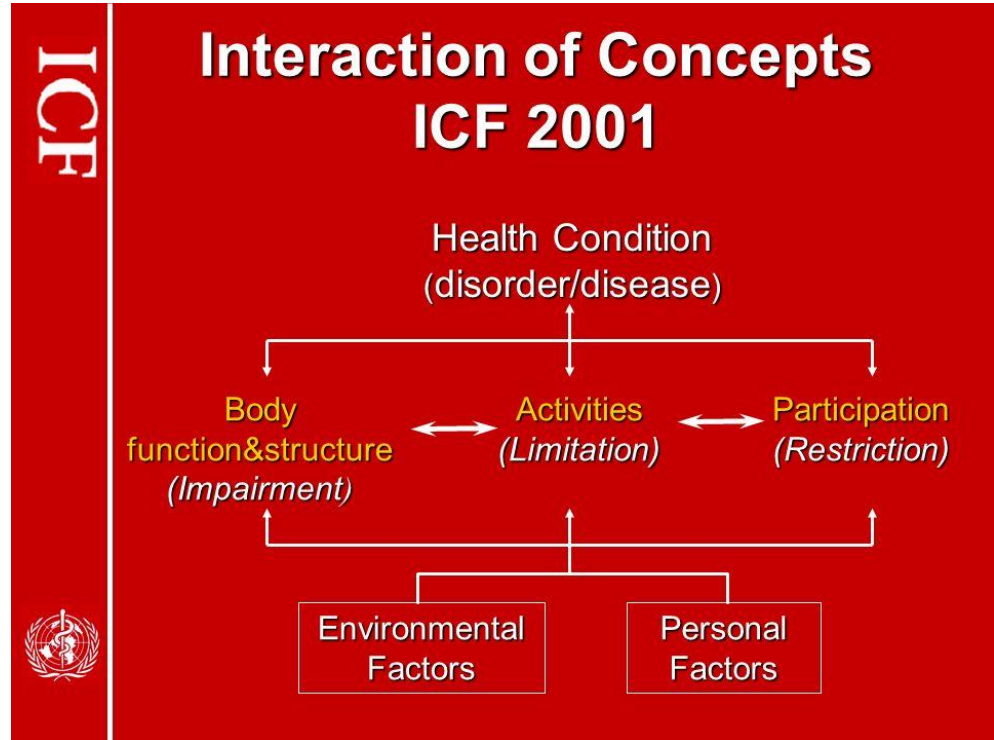 ICF
Interaction of Concepts
ICF 2001
Health Condition
(disorder/disease)
Body
function&structure
(Impairment)
Activities
(Limitation)
Participation
(Restriction)
Environmental
Factors
Personal
Factors